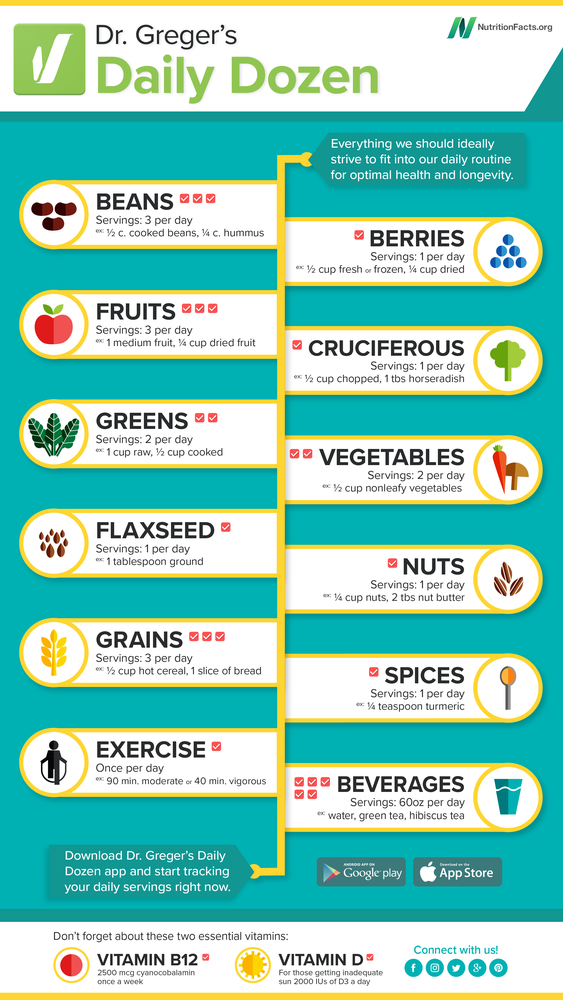 Dr. Greger's
Daily Dozen
NutritionFacts.org
Everything we should ideally
strive to fit into our daily routine
for optimal health and longevity.
BEANS
Servings: 3 per day
ex: ½ c. cooked beans, ¼ c. hummus
BERRIES
Servings: 1 per day
ex: ½ cup fresh or frozen, ¼ cup dried
FRUITS
Servings: 3 per day
ex: 1 medium fruit, ¼ cup dried fruit
CRUCIFEROUS
Servings: 1 per day
ex: ½ cup chopped, 1 tbs horseradish
GREENS
Servings: 2 per day
ex: 1 cup raw, ½ cup cooked
VEGETABLES
Servings: 2 per day
ex: ½ cup nonleafy vegetables
FLAXSEED
Servings: 1 per day
ex: 1 tablespoon ground
NUTS
Servings: 1 per day
ex: ¼ cup nuts, 2 tbs nut butter
GRAINS
Servings: 3 per day
ex: ½ cup hot cereal, 1 slice of bread
SPICES
Servings: 1 per day
ex: ¼ teaspoon turmeric
EXERCISE
Once per day
ex: 90 min. moderate or 40 min. vigorous
BEVERAGES
Servings: 60oz per day
ex: water, green tea, hibiscus tea
Download Dr. Greger's Daily
Dozen app and start tracking
your daily servings right now.
ANDROID APP ON
Google play
Download on the
App Store
Don't forget about these two essential vitamins:
VITAMIN B12
2500 mcg cyanocobalamin
once a week
VITAMIN D
For those getting inadequate
sun 2000 IUs of D3 a day
Connect with us!